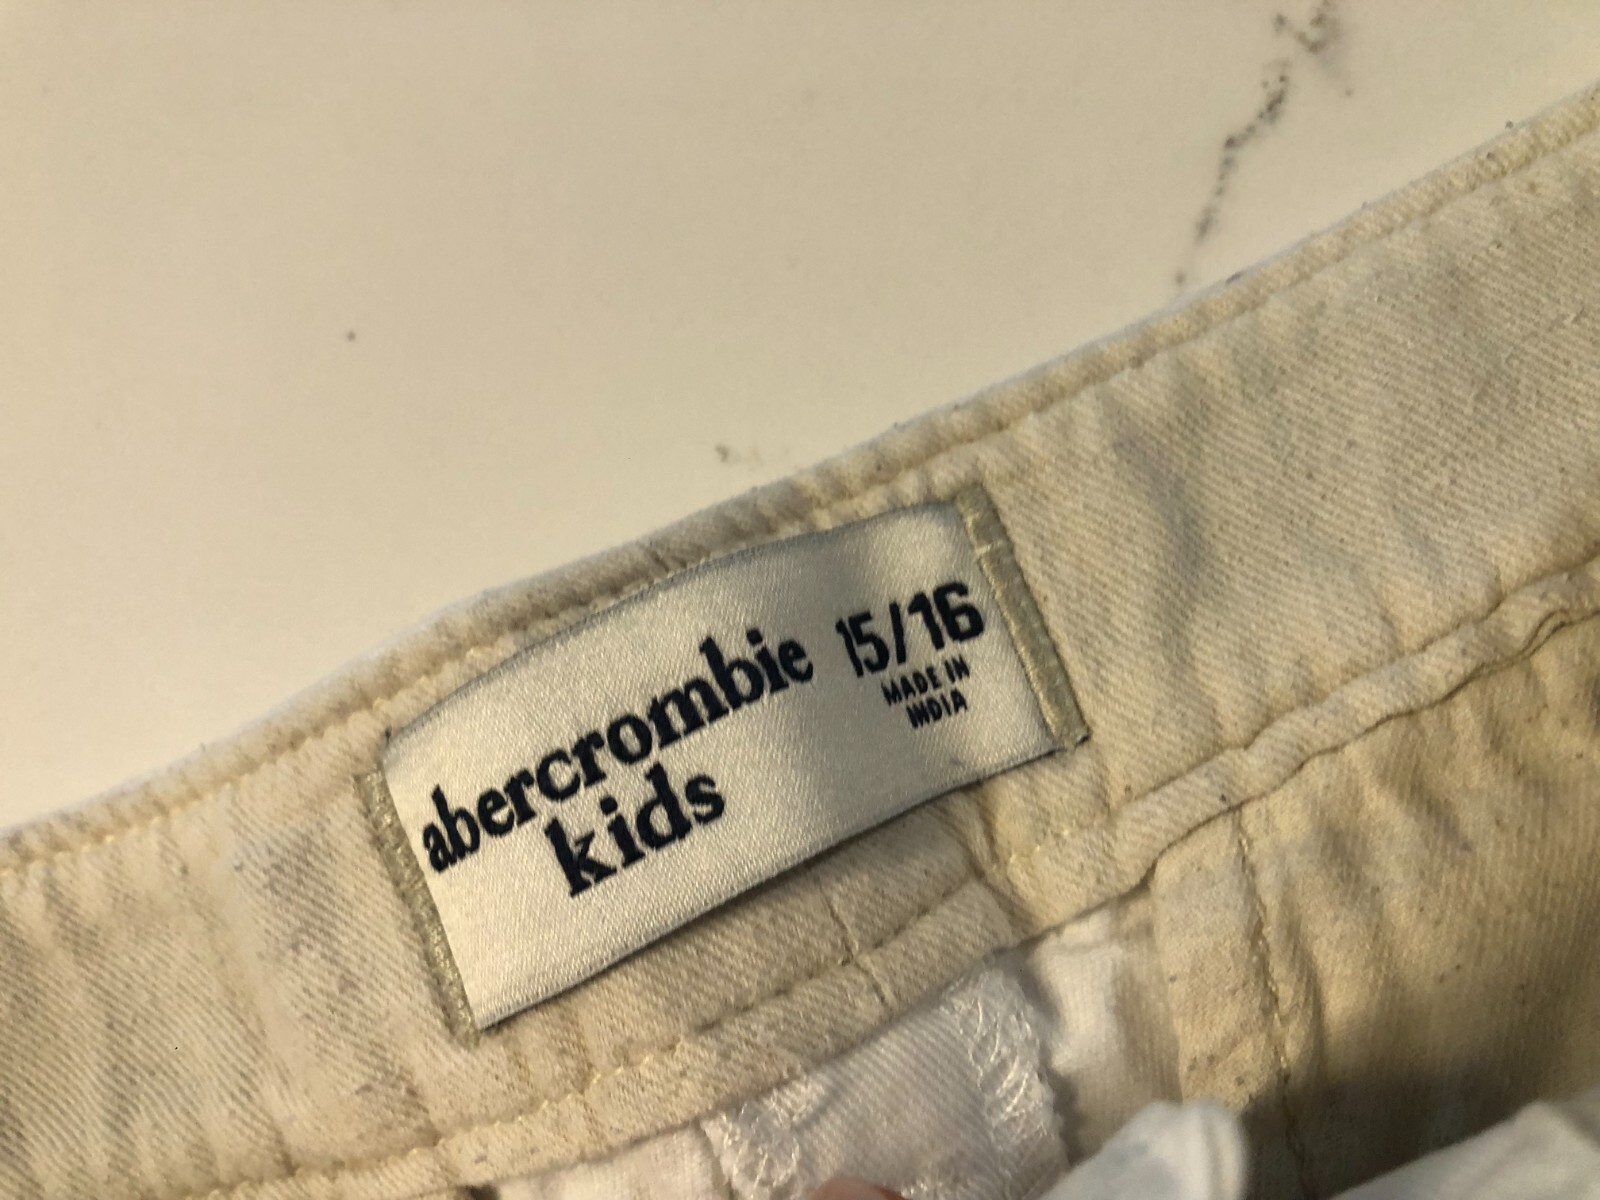 abercrombie 15/16
kids
MADE IN
INDIA